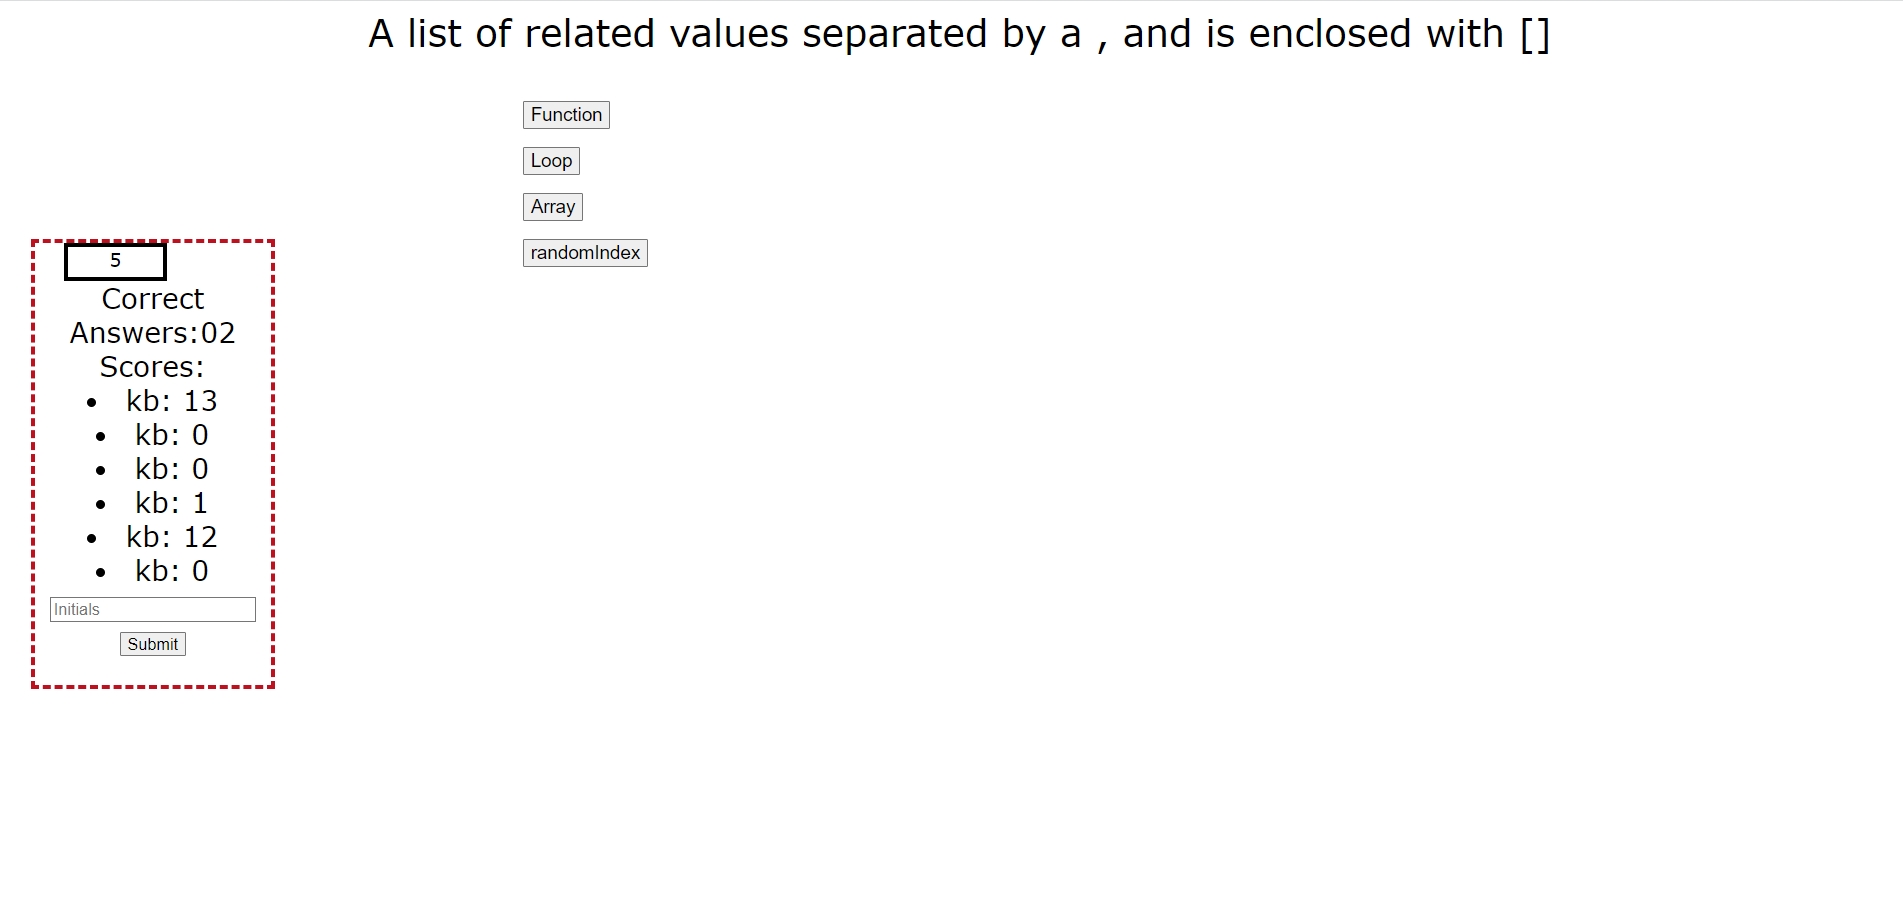 A list of related values separated by a , and is enclosed with []
Function
Loop
Array
randomIndex
5
Correct
Answers:02
Scores:
• kb: 13
• kb: 0
• kb: 0
• kb: 1
• kb: 12
• kb: 0
Initials
Submit